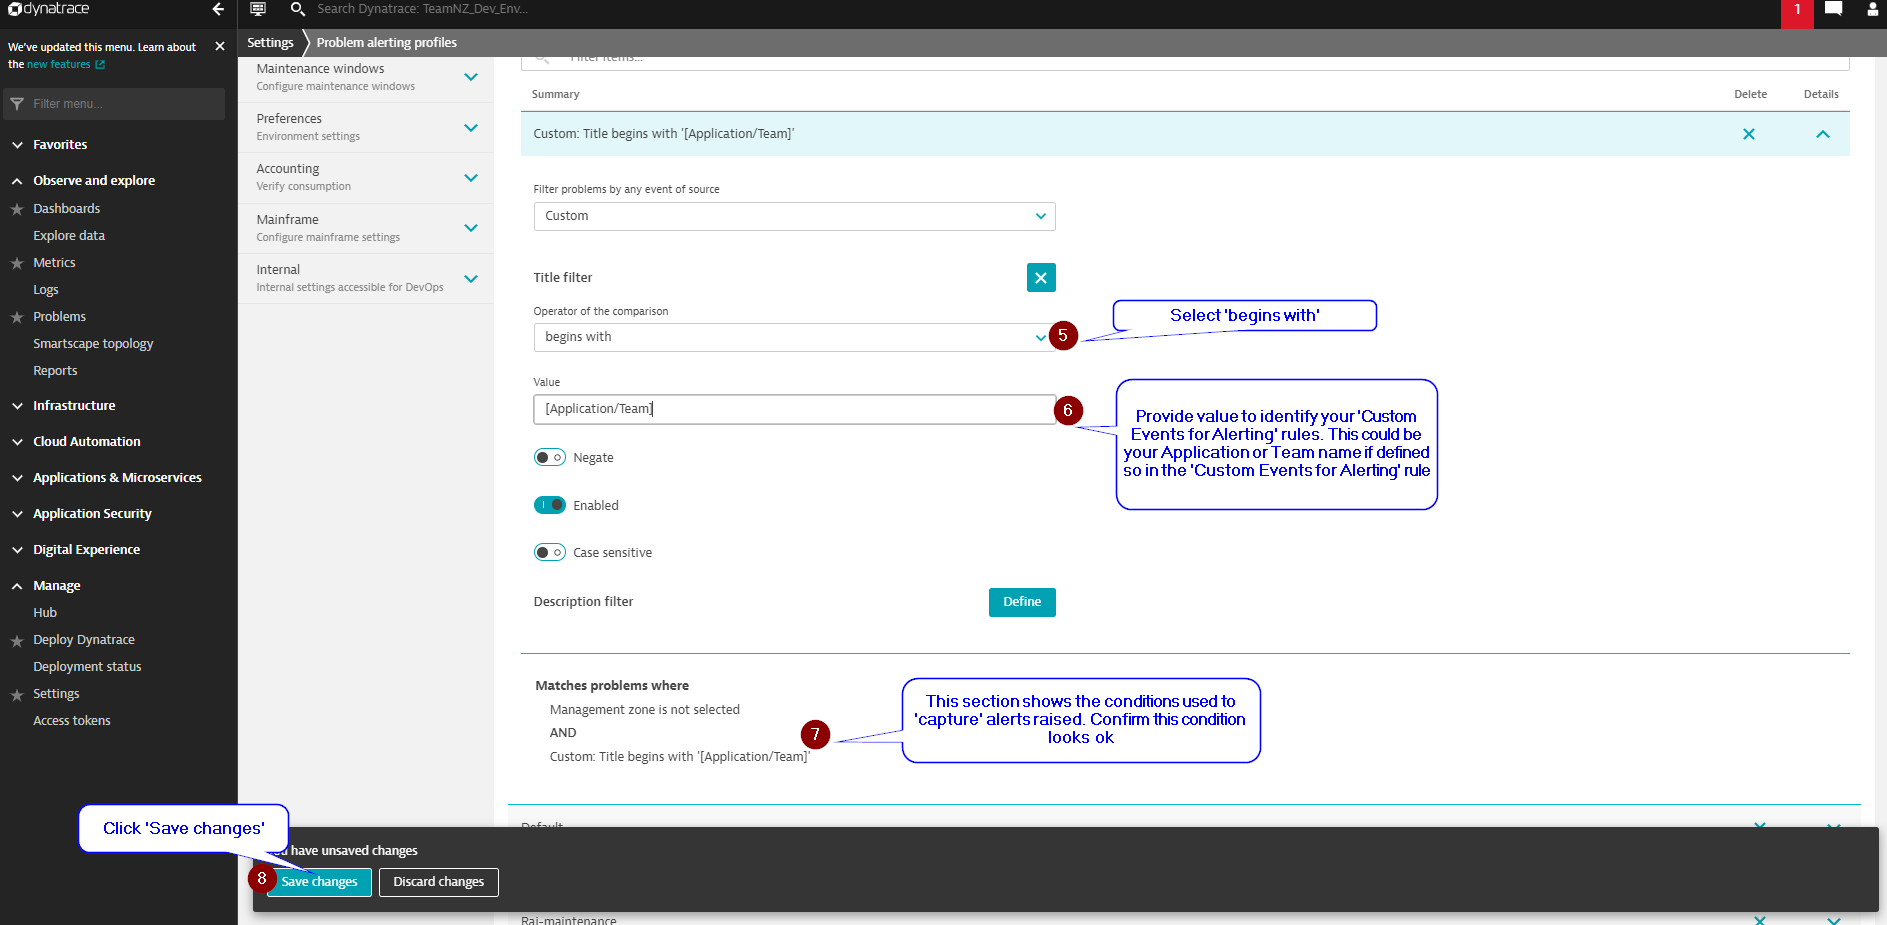 dynatrace
Search Dynatrace: TeamNZ_Dev_Env...
1
We've updated this menu. Learn about
the new features
Filter menu...
Favorites
Observe and explore
Dashboards
Explore data
Metrics
Logs
Problems
Smartscape topology
Reports
Infrastructure
Cloud Automation
Applications & Microservices
Application Security
Digital Experience
Manage
Hub
Deploy Dynatrace
Deployment status
Settings
Access tokens
Settings
Problem alerting profiles
Maintenance windows
Configure maintenance windows
Preferences
Environment settings
Accounting
Verify consumption
Mainframe
Configure mainframe settings
Internal
Internal settings accessible for DevOps
Filter items...
Summary
Delete
Details
Custom: Title begins with '[Application/Team]'
Filter problems by any event of source
Custom
Title filter
Operator of the comparison
begins with
5
Select 'begins with'
Value
[Application/Team]
6
Provide value to identify your 'Custom
Events for Alerting' rules. This could be
your Application or Team name if defined
so in the 'Custom Events for Alerting' rule
Negate
Enabled
Case sensitive
Description filter
Define
Matches problems where
Management zone is not selected
AND
Custom: Title begins with '[Application/Team]'
7
This section shows the conditions used to
'capture' alerts raised. Confirm this condition
looks ok
Default
Click 'Save changes'
have unsaved changes
8
Save changes
Discard changes
Rai-maintenance